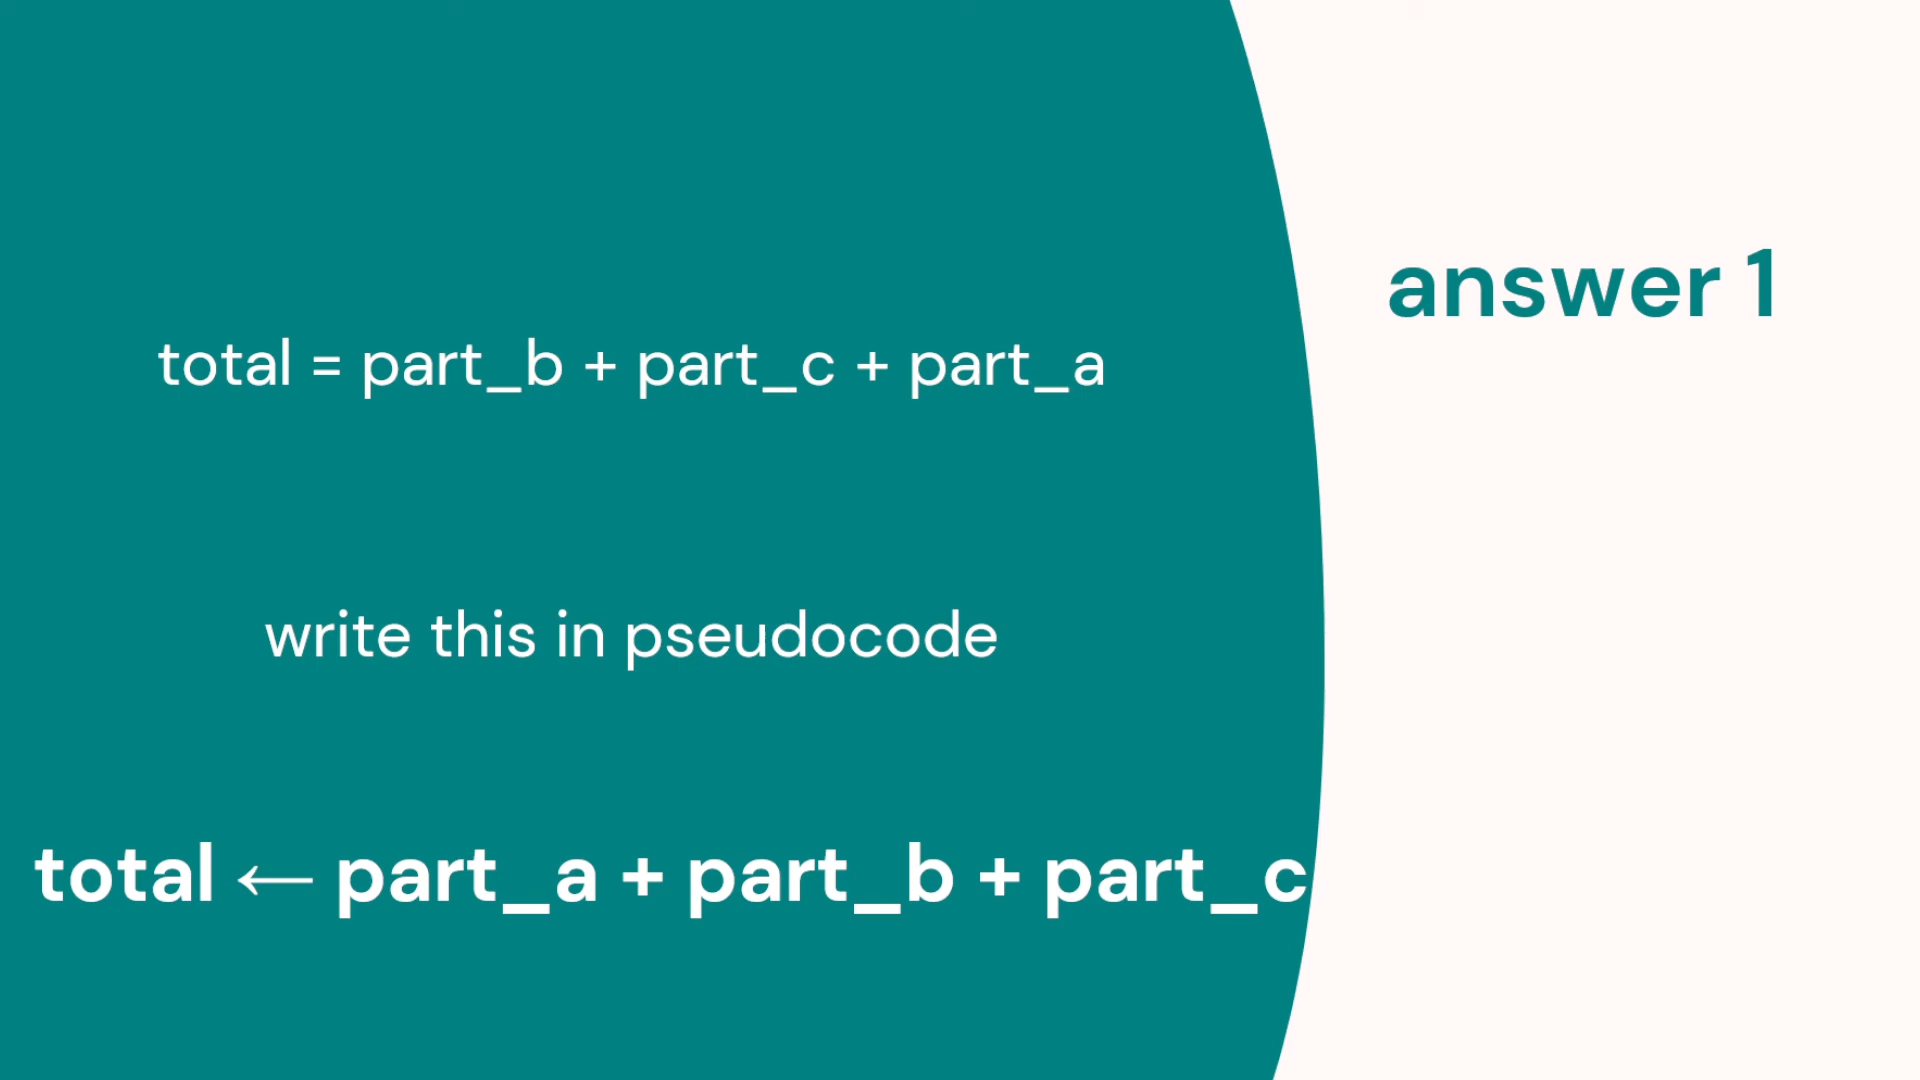 answer 1
total = part_b + part_c + part_a
write this in pseudocode
total ← part_a + part_b + part_c